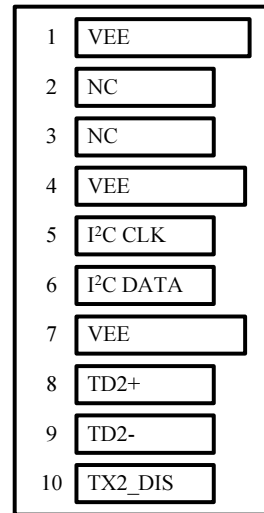 1 VEE
2 NC
3 NC
4 VEE
5 I²C CLK
6 I²C DATA
7 VEE
8 TD2+
9 TD2-
10 TX2_DIS